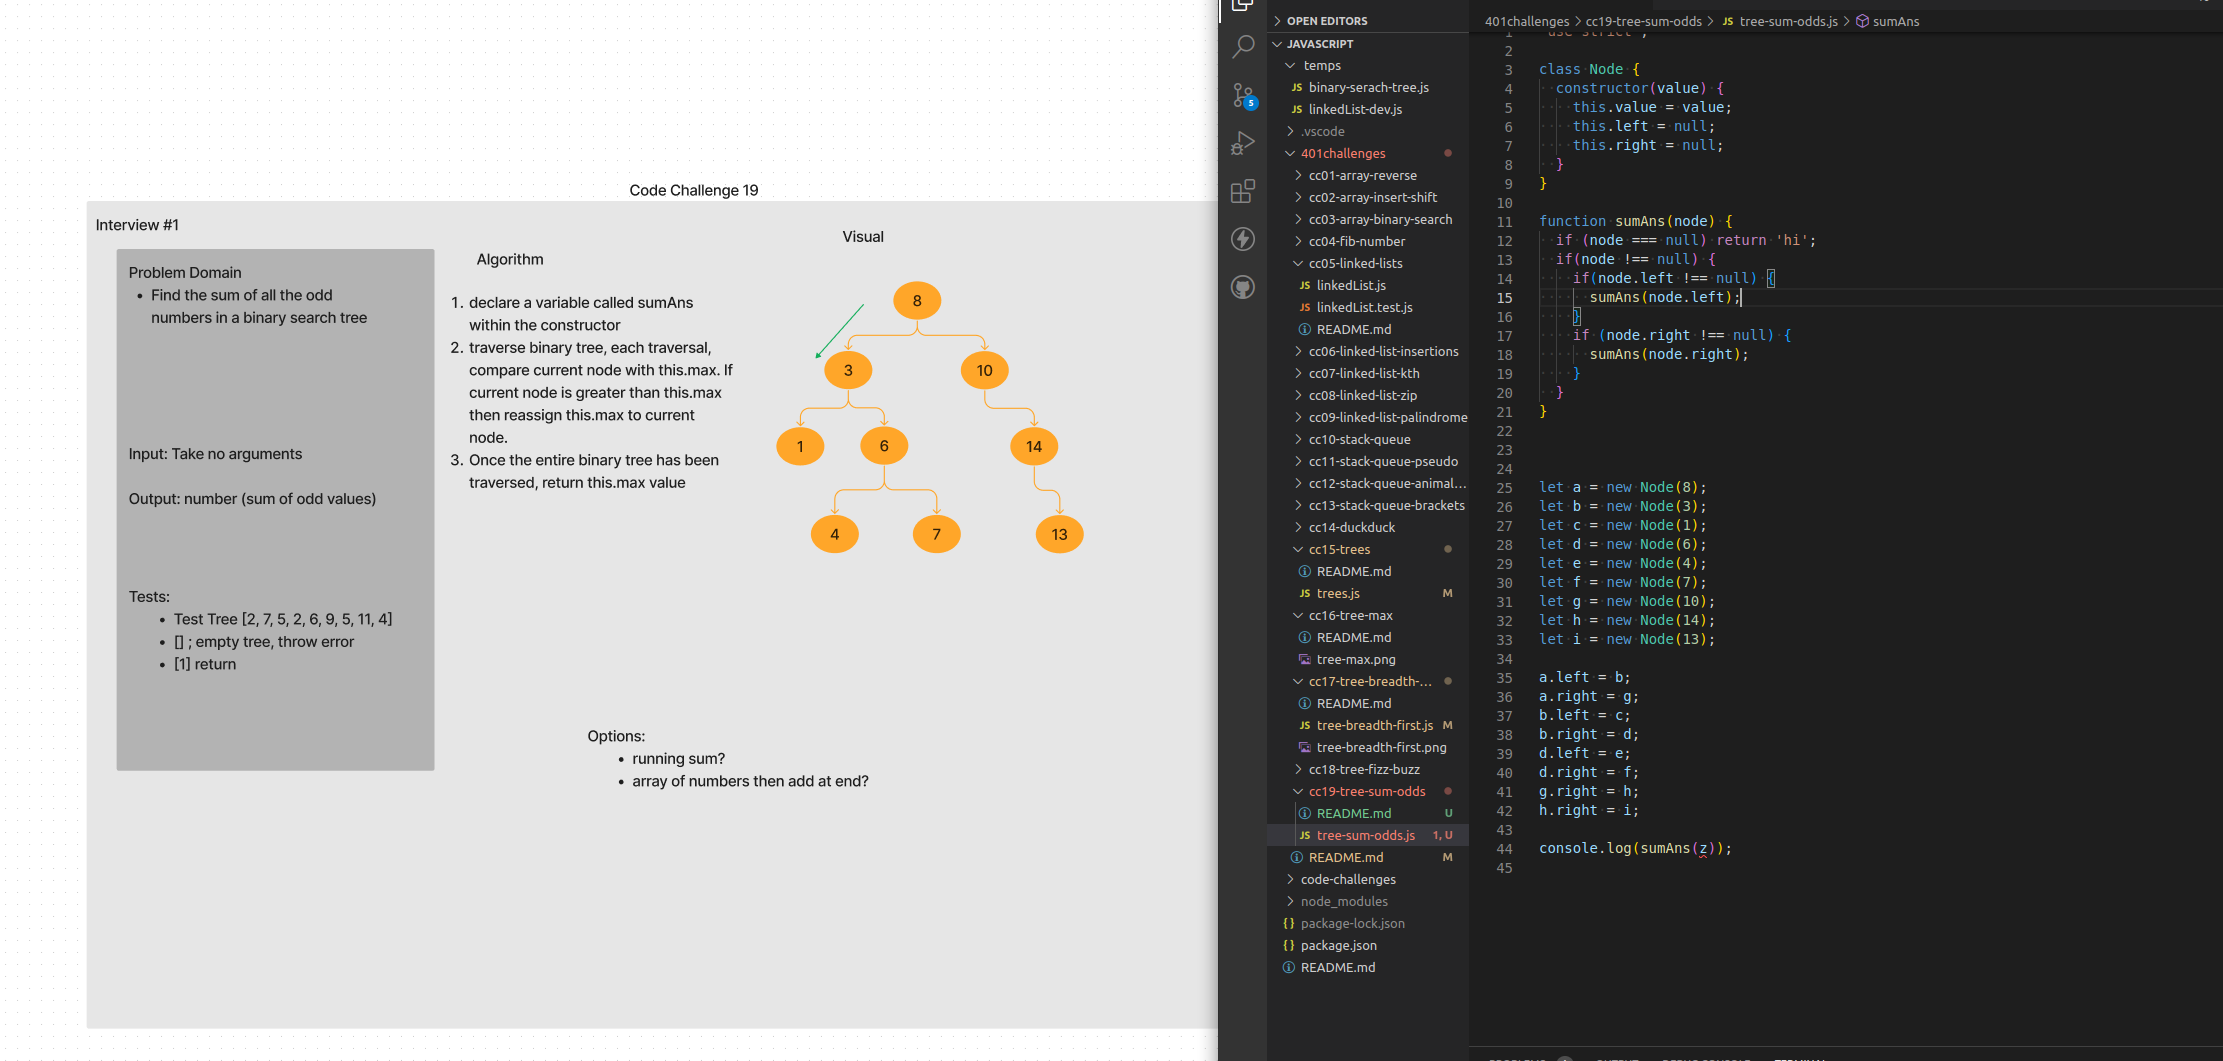 Code Challenge 19
Interview #1
Problem Domain
• Find the sum of all the odd
numbers in a binary search tree
Input: Take no arguments
Output: number (sum of odd values)
Tests:
• Test Tree [2, 7, 5, 2, 6, 9, 5, 11, 4]
• [] ; empty tree, throw error
• [1] return
Algorithm
1. declare a variable called sumAns
within the constructor
2. traverse binary tree, each traversal,
compare current node with this.max. If
current node is greater than this.max
then reassign this.max to current
node.
3. Once the entire binary tree has been
traversed, return this.max value
Visual
8
3
10
1
6
14
4
7
13
Options:
• running sum?
• array of numbers then add at end?
5
OPEN EDITORS
JAVASCRIPT
temps
JS binary-serach-tree.js
JS linkedList-dev.js
.vscode
401challenges
cc01-array-reverse
cc02-array-insert-shift
cc03-array-binary-search
cc04-fib-number
cc05-linked-lists
JS linkedList.js
JS linkedList.test.js
README.md
cc06-linked-list-insertions
cc07-linked-list-kth
cc08-linked-list-zip
cc09-linked-list-palindrome
cc10-stack-queue
cc11-stack-queue-pseudo
cc12-stack-queue-animal...
cc13-stack-queue-brackets
cc14-duckduck
cc15-trees
README.md
JS trees.js M
cc16-tree-max
README.md
tree-max.png
cc17-tree-breadth-...
README.md
JS tree-breadth-first.js M
tree-breadth-first.png
cc18-tree-fizz-buzz
cc19-tree-sum-odds
README.md U
JS tree-sum-odds.js 1, U
README.md M
code-challenges
node_modules
{} package-lock.json
{} package.json
README.md
401challenges > cc19-tree-sum-odds > JS tree-sum-odds.js > sumAns
1 'use strict';
2
3 class Node {
4 constructor(value) {
5 this.value = value;
6 this.left = null;
7 this.right = null;
8 }
9 }
10
11 function sumAns(node) {
12 if (node === null) return 'hi';
13 if(node !== null) {
14 if(node.left !== null) {
15 sumAns(node.left);
16 }
17 if (node.right !== null) {
18 sumAns(node.right);
19 }
20 }
21 }
22
23
24
25 let a = new Node(8);
26 let b = new Node(3);
27 let c = new Node(1);
28 let d = new Node(6);
29 let e = new Node(4);
30 let f = new Node(7);
31 let g = new Node(10);
32 let h = new Node(14);
33 let i = new Node(13);
34
35 a.left = b;
36 a.right = g;
37 b.left = c;
38 b.right = d;
39 d.left = e;
40 d.right = f;
41 g.right = h;
42 h.right = i;
43
44 console.log(sumAns(z));
45